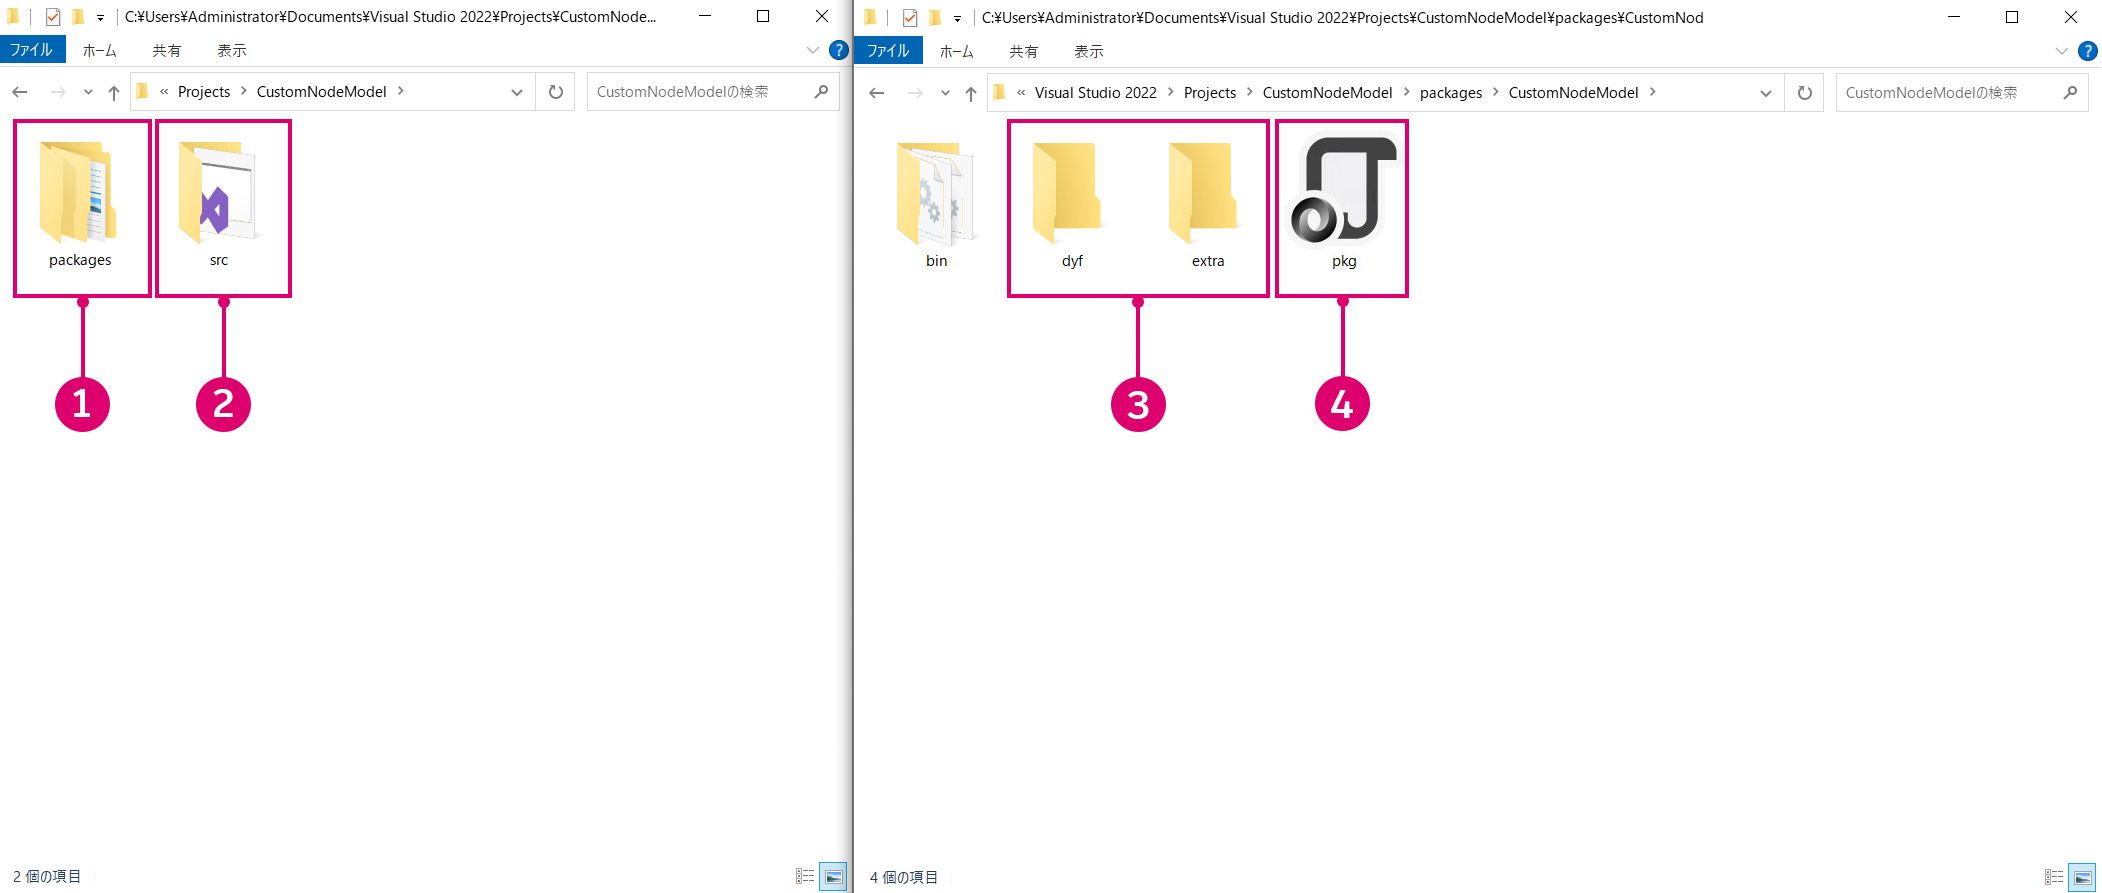 C:¥Users¥Administrator¥Documents¥Visual Studio 2022¥Projects¥CustomNode...
ファイル ホーム 共有 表示
« Projects > CustomNodeModel >
CustomNodeModelの検索
packages
src
1
2
2 個の項目
C:¥Users¥Administrator¥Documents¥Visual Studio 2022¥Projects¥CustomNodeModel¥packages¥CustomNod
ファイル ホーム 共有 表示
« Visual Studio 2022 > Projects > CustomNodeModel > packages > CustomNodeModel >
CustomNodeModelの検索
bin
dyf
extra
pkg
3
4
4 個の項目